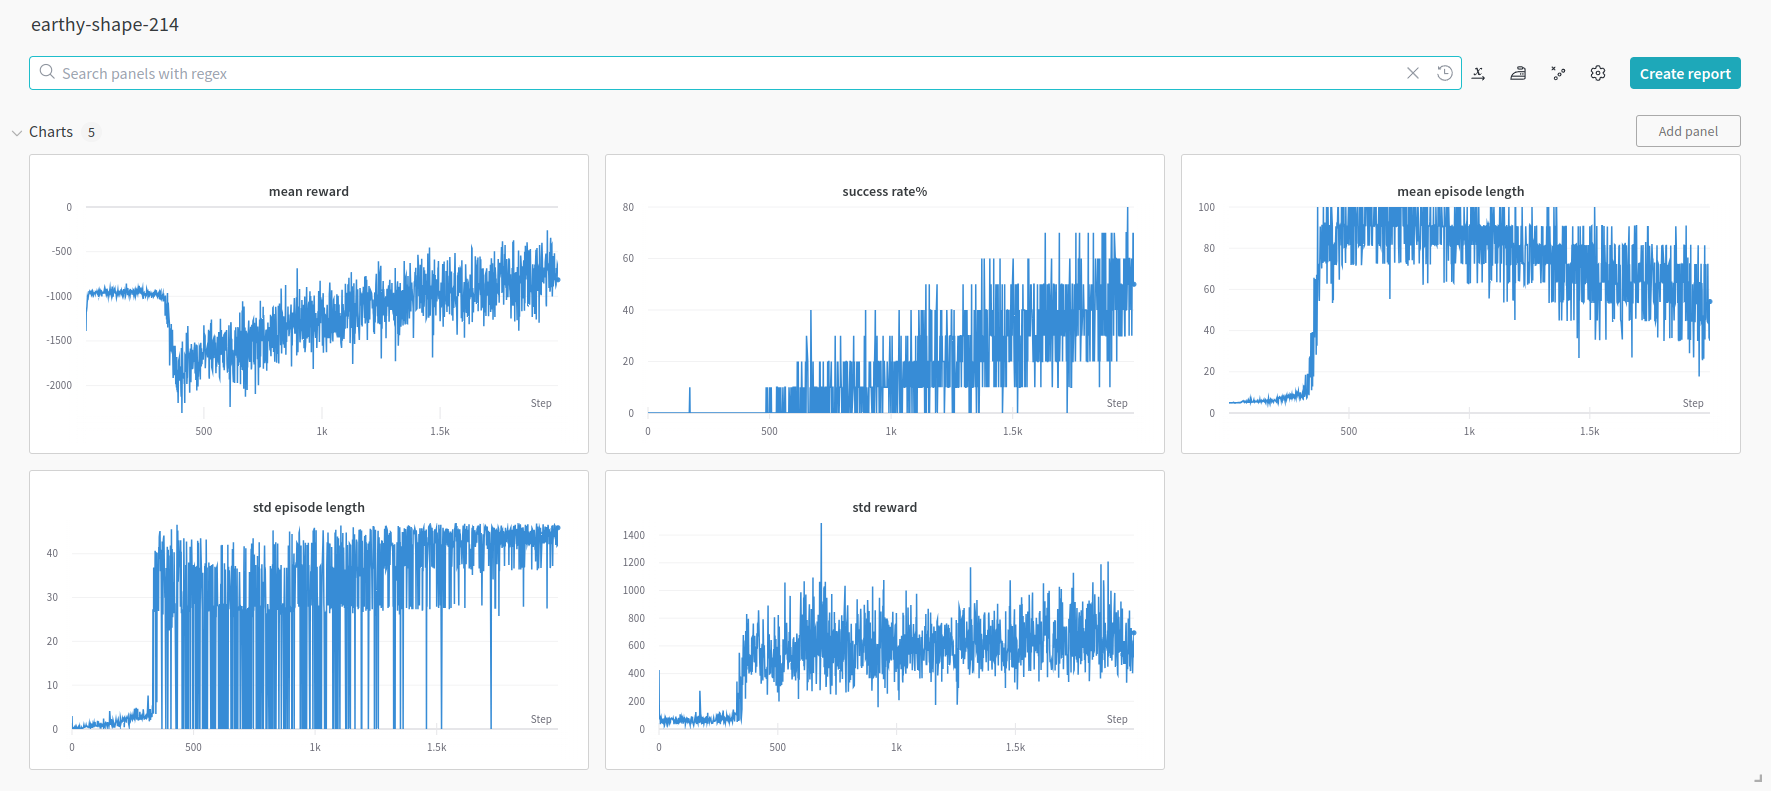 earthy-shape-214
Search panels with regex
Create report
Charts 5
Add panel
mean reward
0
-500
-1000
-1500
-2000
Step
500 1k 1.5k
success rate%
80
60
40
20
0
Step
0 500 1k 1.5k
mean episode length
100
80
60
40
20
0
Step
500 1k 1.5k
std episode length
40
30
20
10
0
Step
0 500 1k 1.5k
std reward
1400
1200
1000
800
600
400
200
0
Step
0 500 1k 1.5k